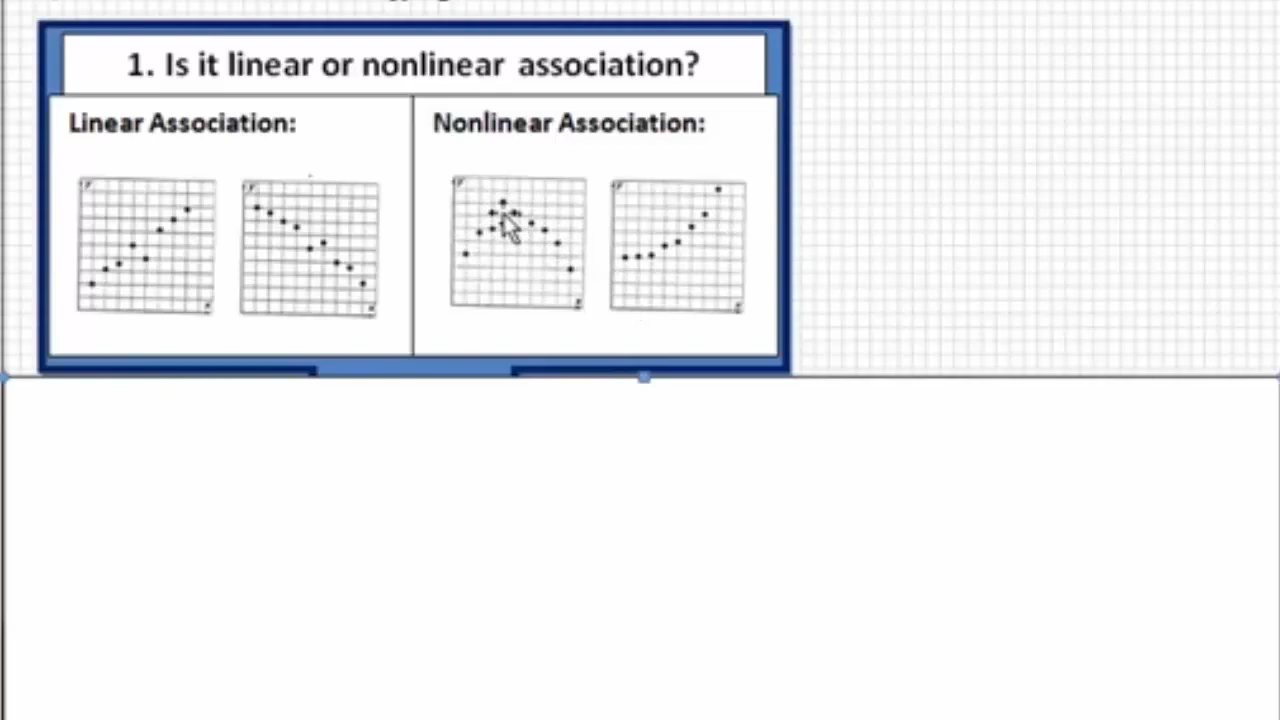 1. Is it linear or nonlinear association?
Linear Association:
Nonlinear Association:
y
y
y
y
x
x
x
x